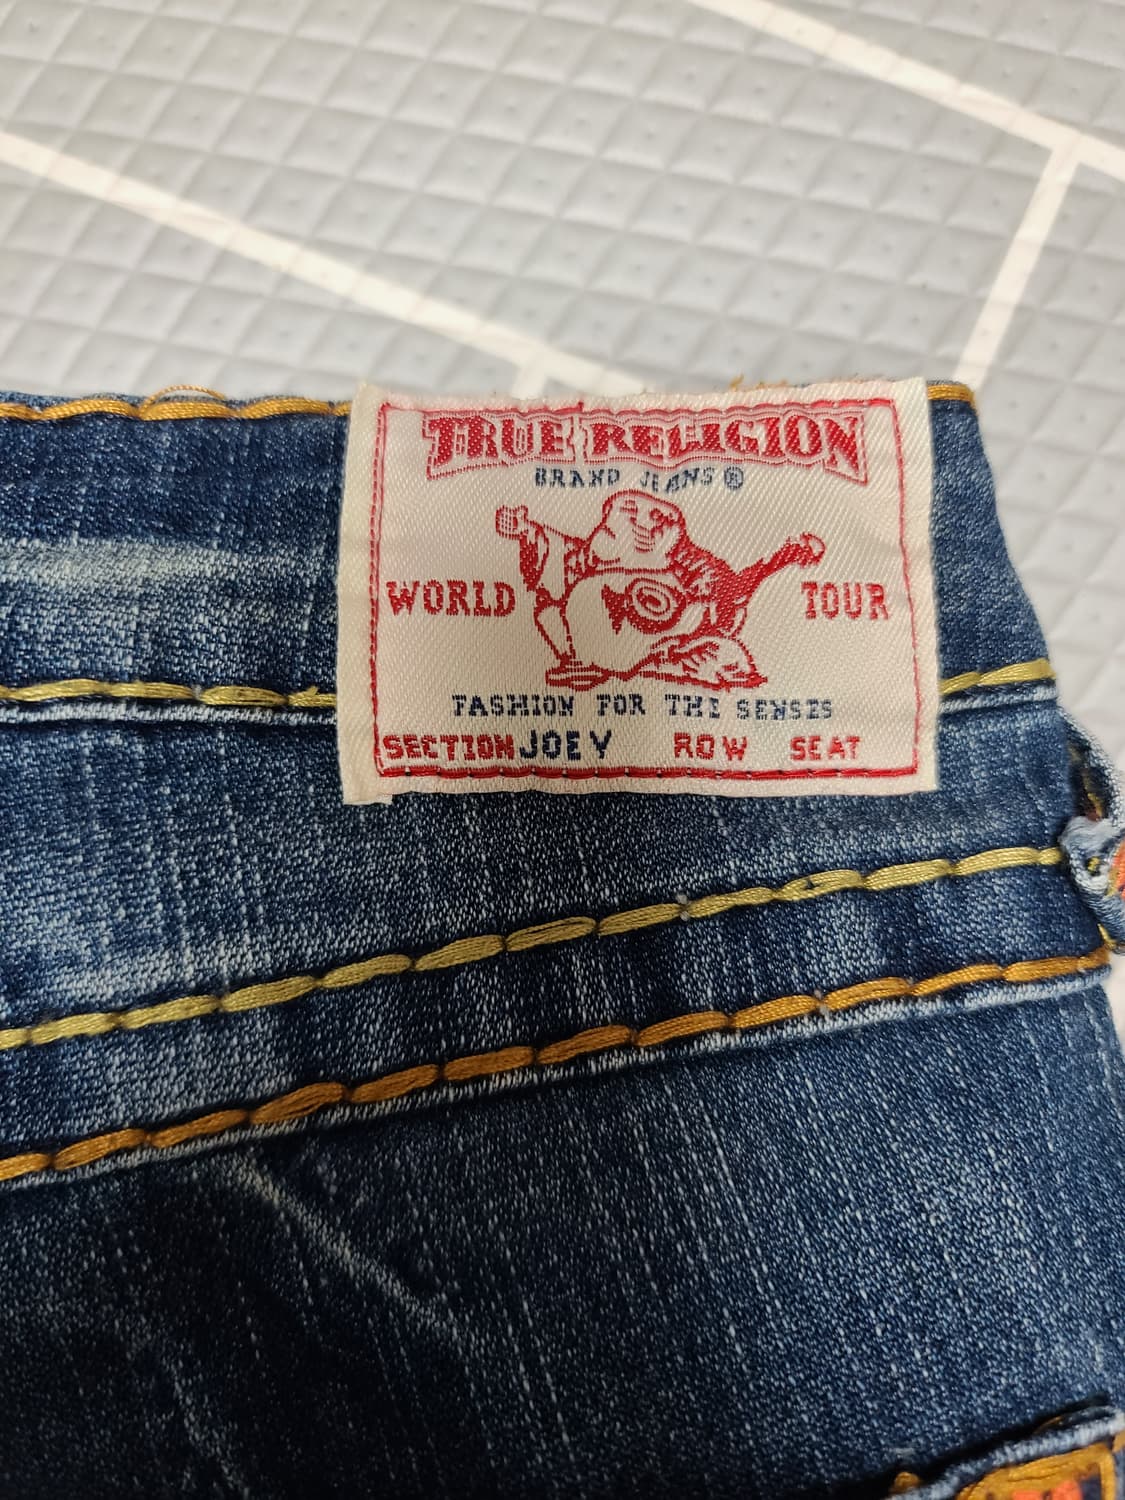 TRUE RELIGION
BRAND JEANS®
WORLD TOUR
FASHION FOR THE SENSES
SECTION JOEY ROW SEAT